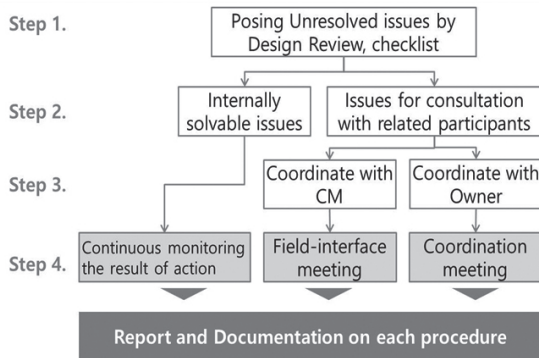 Step 1.
Posing Unresolved issues by
Design Review, checklist
Step 2.
Internally
solvable issues
Issues for consultation
with related participants
Step 3.
Coordinate with
CM
Coordinate with
Owner
Step 4.
Continuous monitoring
the result of action
Field-interface
meeting
Coordination
meeting
Report and Documentation on each procedure